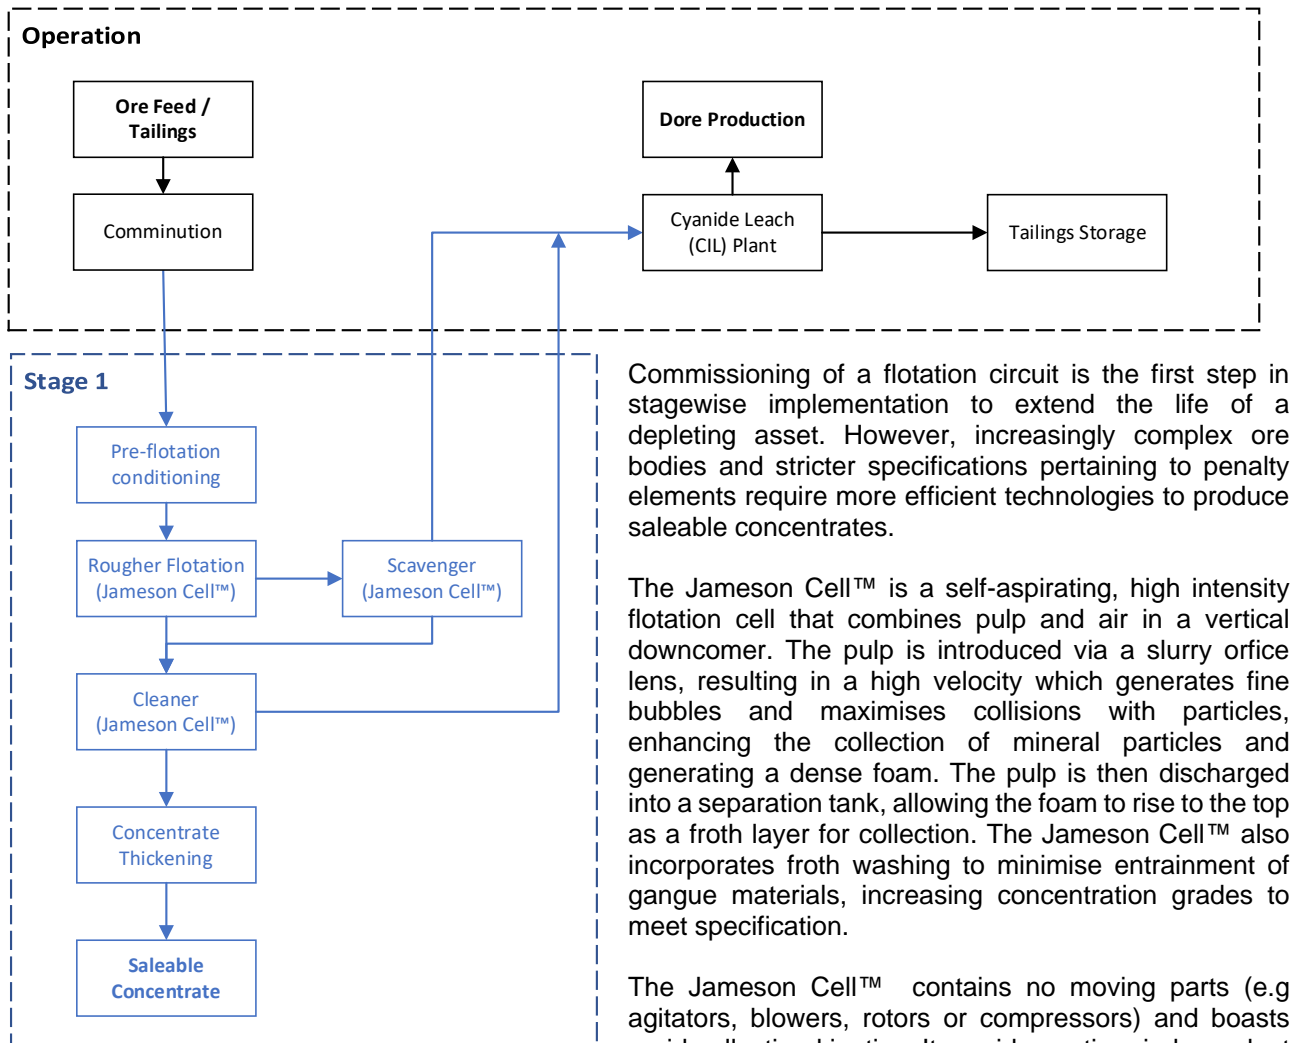 Operation
Ore Feed /
Tailings
Dore Production
Comminution
Cyanide Leach
(CIL) Plant
Tailings Storage
Stage 1
Pre-flotation
conditioning
Rougher Flotation
(Jameson Cell™)
Scavenger
(Jameson Cell™)
Cleaner
(Jameson Cell™)
Concentrate
Thickening
Saleable
Concentrate
Commissioning of a flotation circuit is the first step in
stagewise implementation to extend the life of a
depleting asset. However, increasingly complex ore
bodies and stricter specifications pertaining to penalty
elements require more efficient technologies to produce
saleable concentrates.
The Jameson Cell™ is a self-aspirating, high intensity
flotation cell that combines pulp and air in a vertical
downcomer. The pulp is introduced via a slurry orfice
lens, resulting in a high velocity which generates fine
bubbles and maximises collisions with particles,
enhancing the collection of mineral particles and
generating a dense foam. The pulp is then discharged
into a separation tank, allowing the foam to rise to the top
as a froth layer for collection. The Jameson Cell™ also
incorporates froth washing to minimise entrainment of
gangue materials, increasing concentration grades to
meet specification.
The Jameson Cell™ contains no moving parts (e.g
agitators, blowers, rotors or compressors) and boasts